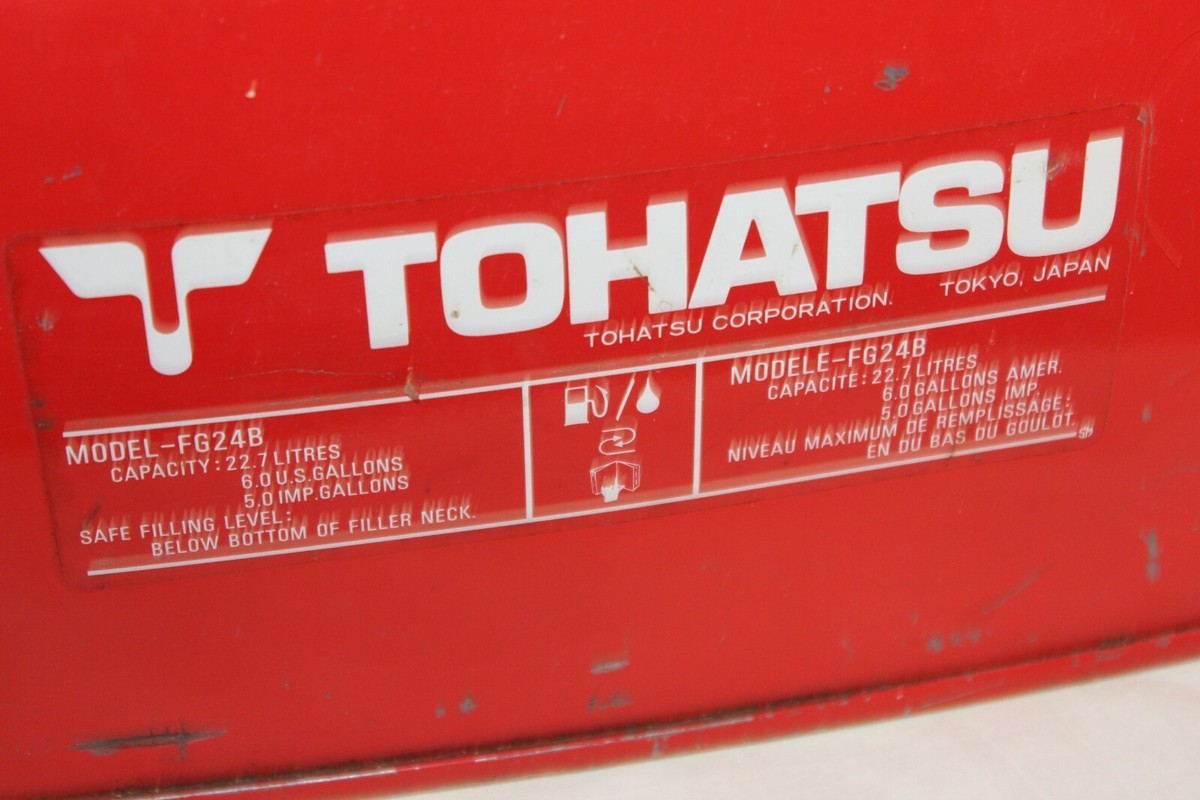 TOHATSU
TOHATSU CORPORATION. TOKYO, JAPAN
MODEL-FG24B
CAPACITY: 22.7 LITRES
6.0 U.S.GALLONS
5.0 IMP.GALLONS
SAFE FILLING LEVEL:
BELOW BOTTOM OF FILLER NECK.
MODELE-FG24B
CAPACITE: 22.7 LITRES
6.0 GALLONS AMER.
5.0 GALLONS IMP.
NIVEAU MAXIMUM DE REMPLISSAGE:
EN DU BAS DU GOULOT.